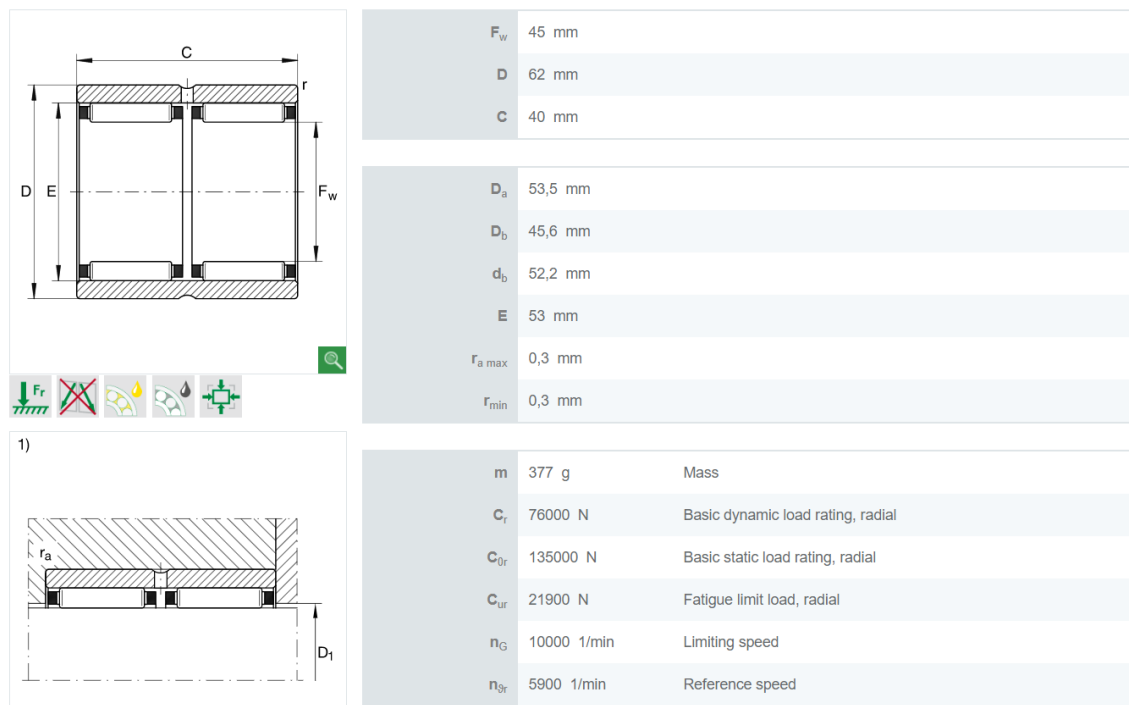 C
r
D
E
Fw
Fr
1)
ra
D1
Fw 45 mm
D 62 mm
C 40 mm
Da 53,5 mm
Db 45,6 mm
db 52,2 mm
E 53 mm
ra max 0,3 mm
rmin 0,3 mm
m 377 g Mass
Cr 76000 N Basic dynamic load rating, radial
C0r 135000 N Basic static load rating, radial
Cur 21900 N Fatigue limit load, radial
nG 10000 1/min Limiting speed
nϑr 5900 1/min Reference speed